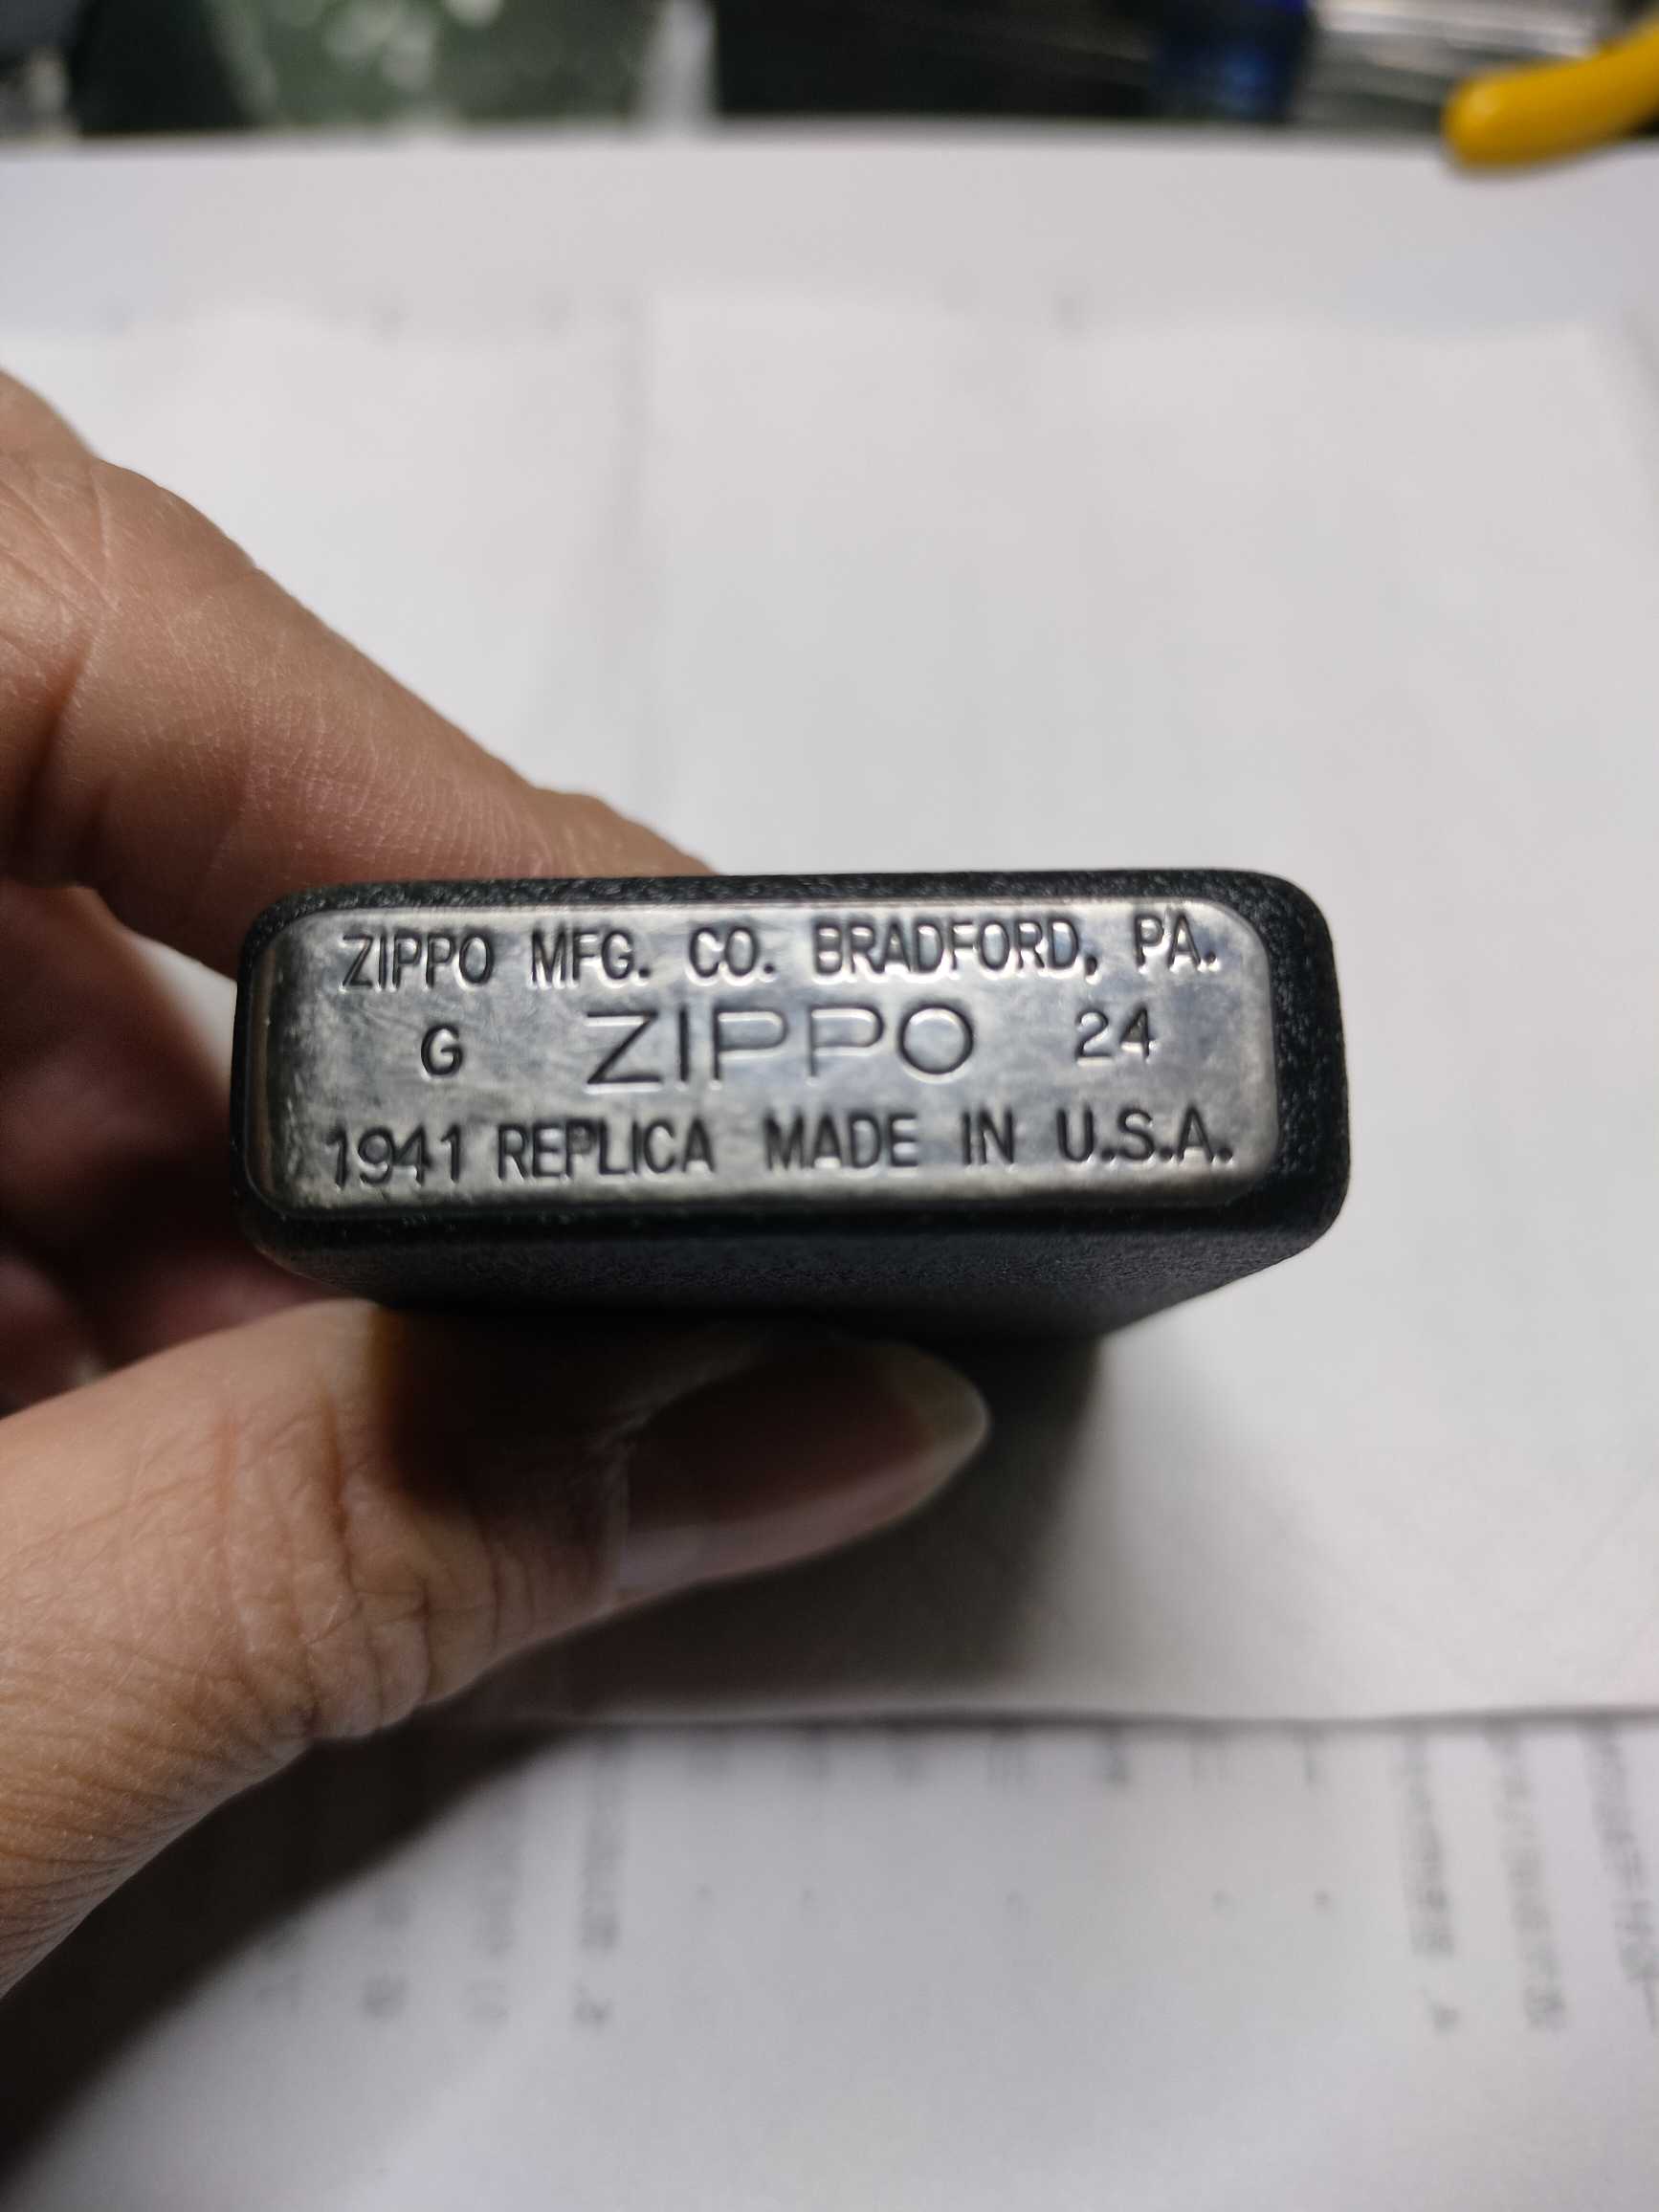 ZIPPO MFG. CO. BRADFORD, PA.
G ZIPPO 24
1941 REPLICA MADE IN U.S.A.